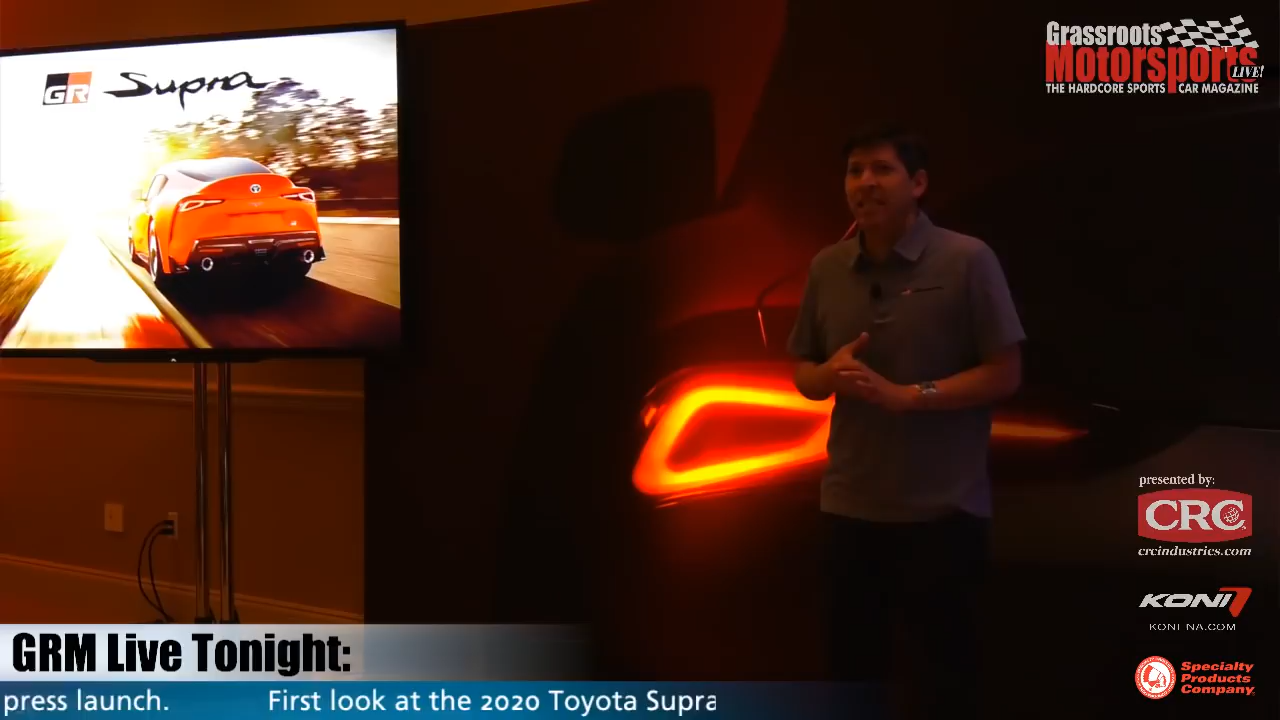 GR Supra
Grassroots
Motorsports
LIVE!
THE HARDCORE SPORTS CAR MAGAZINE
presented by:
CRC
crcindustries.com
KONI
KONI-NA.COM
Specialty
Products
Company
GRM Live Tonight:
press launch. First look at the 2020 Toyota Supra